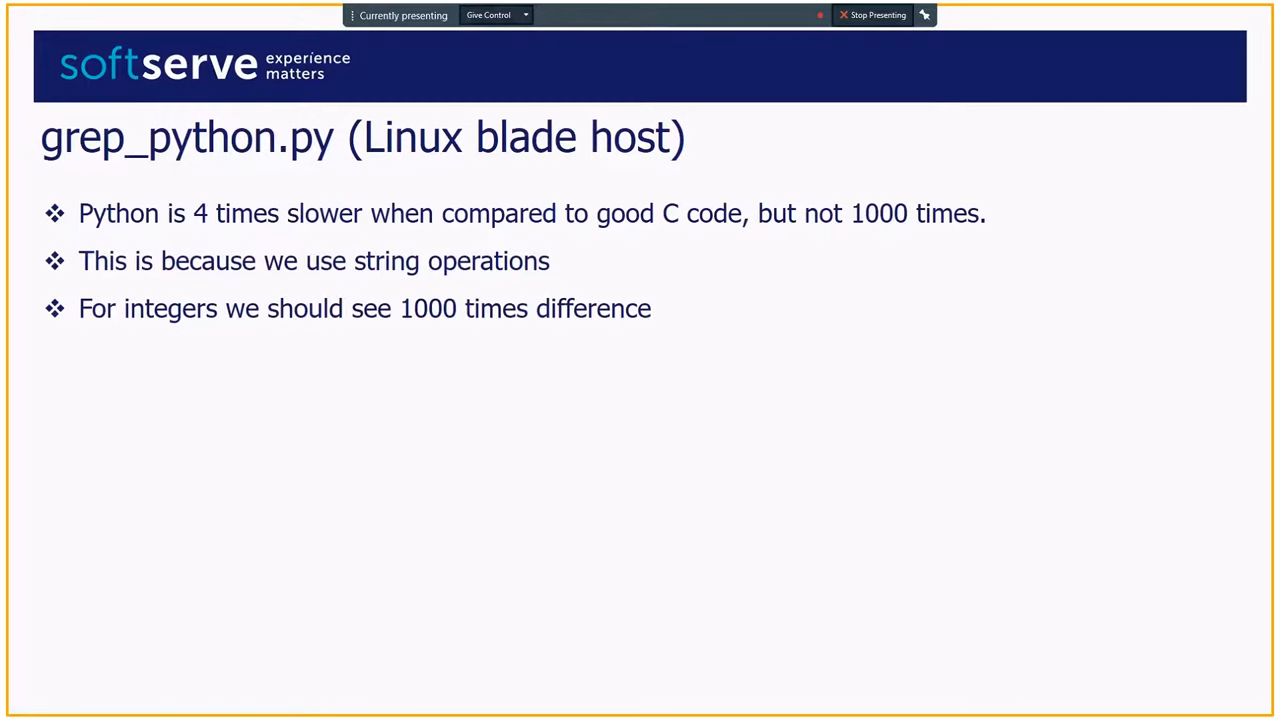 Currently presenting Give Control Stop Presenting
softserve experience matters
grep_python.py (Linux blade host)
Python is 4 times slower when compared to good C code, but not 1000 times.
This is because we use string operations
For integers we should see 1000 times difference